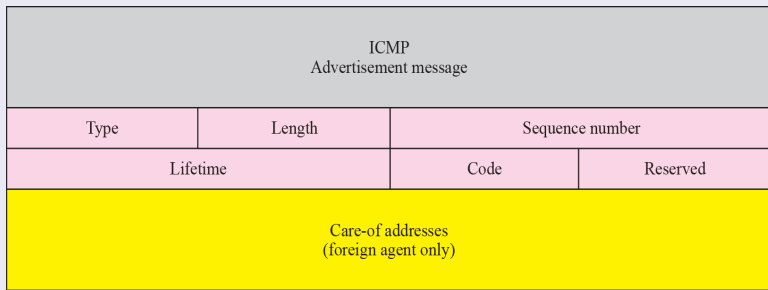 ICMP
Advertisement message
Type Length Sequence number
Lifetime Code Reserved
Care-of addresses
(foreign agent only)